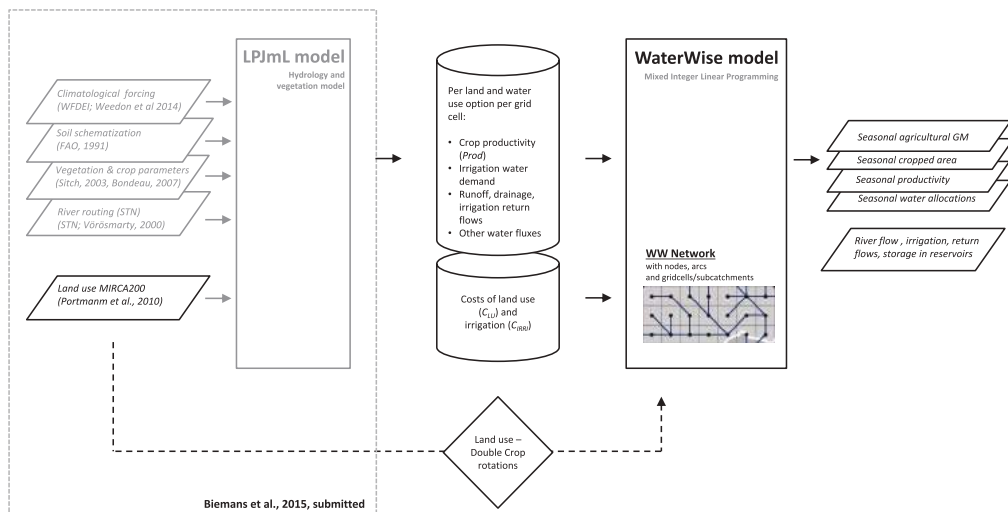 LPJmL model
Hydrology and
vegetation model
Climatological forcing
(WFDEI; Weedon et al 2014)
Soil schematization
(FAO, 1991)
Vegetation & crop parameters
(Sitch, 2003, Bondeau, 2007)
River routing (STN)
(STN; Vörösmarty, 2000)
Land use MIRCA200
(Portmanm et al., 2010)
Biemans et al., 2015, submitted
Per land and water
use option per grid
cell:
• Crop productivity
(Prod)
• Irrigation water
demand
• Runoff, drainage,
irrigation return
flows
• Other water fluxes
Costs of land use
(C_LU) and
irrigation (C_IRRI)
Land use –
Double Crop
rotations
WaterWise model
Mixed Integer Linear Programming
WW Network
with nodes, arcs
and gridcells/subcatchments
Seasonal agricultural GM
Seasonal cropped area
Seasonal productivity
Seasonal water allocations
River flow , irrigation, return
flows, storage in reservoirs